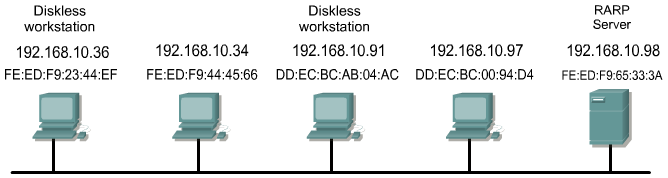 Diskless
workstation
192.168.10.36
FE:ED:F9:23:44:EF
192.168.10.34
FE:ED:F9:44:45:66
Diskless
workstation
192.168.10.91
DD:EC:BC:AB:04:AC
192.168.10.97
DD:EC:BC:00:94:D4
RARP
Server
192.168.10.98
FE:ED:F9:65:33:3A